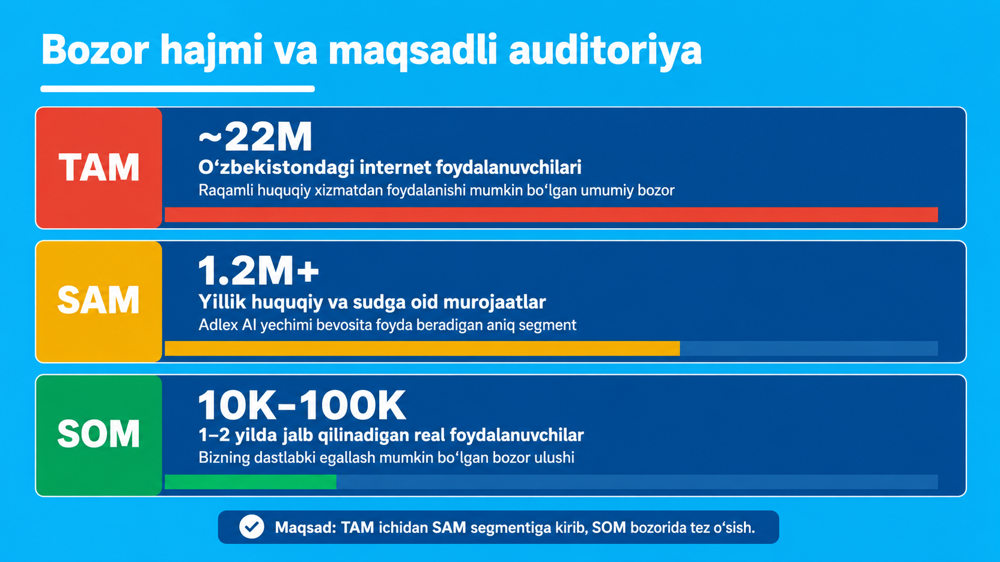 Bozor hajmi va maqsadli auditoriya
TAM
~22M
O‘zbekistondagi internet foydalanuvchilari
Raqamli huquqiy xizmatdan foydalanishi mumkin bo‘lgan umumiy bozor
SAM
1.2M+
Yillik huquqiy va sudga oid murojaatlar
Adlex AI yechimi bevosita foyda beradigan aniq segment
SOM
10K–100K
1–2 yilda jalb qilinadigan real foydalanuvchilar
Bizning dastlabki egallash mumkin bo‘lgan bozor ulushi
Maqsad: TAM ichidan SAM segmentiga kirib, SOM bozorida tez o‘sish.